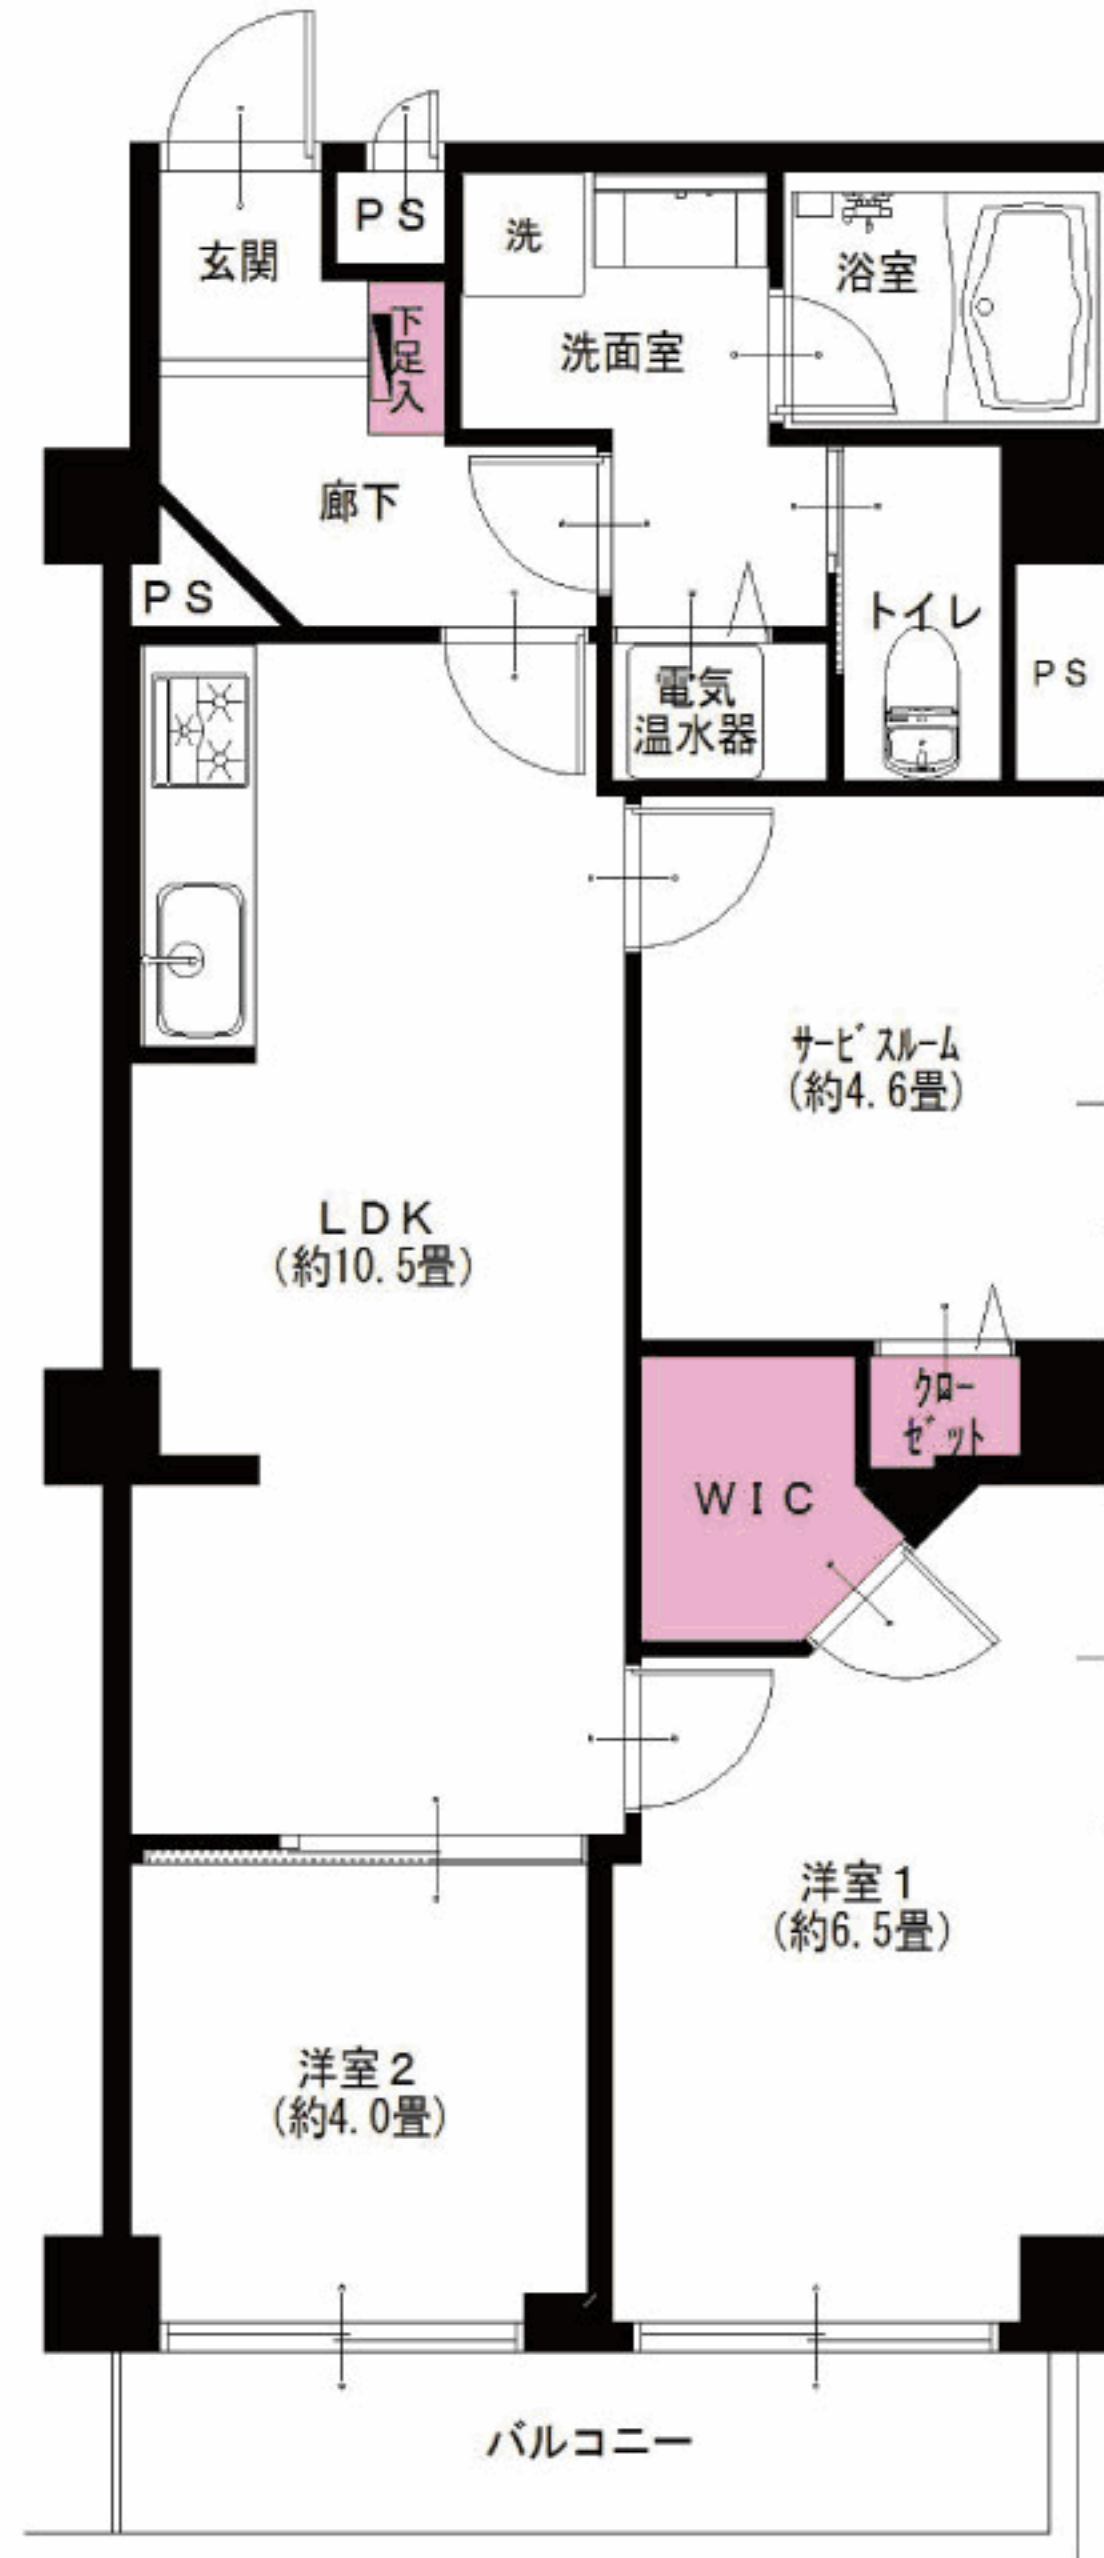 ＰＳ
玄関
洗
浴室
下足入
洗面室
廊下
ＰＳ
トイレ
ＰＳ
電気
温水器
ｻｰﾋﾞｽﾙｰﾑ
(約4.6畳)
ＬＤＫ
(約10.5畳)
ｸﾛｰ
ｾﾞｯﾄ
ＷＩＣ
洋室１
(約6.5畳)
洋室２
(約4.0畳)
バルコニー